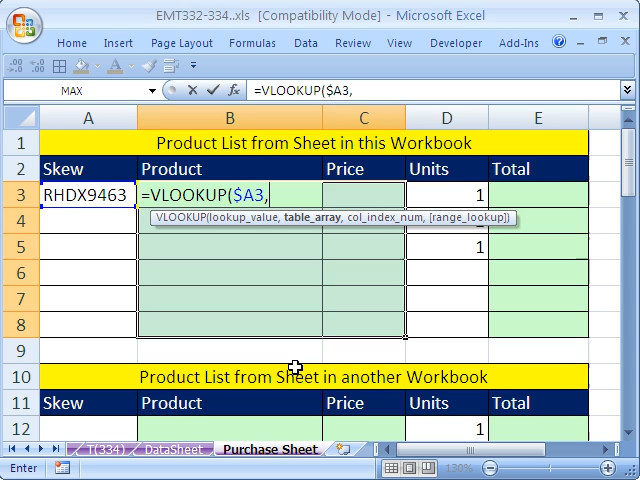 EMT332-334..xls [Compatibility Mode] - Microsoft Excel
Home Insert Formulas Page Layout Data Review View Developer Add-Ins
MAX =VLOOKUP($A3,
A B C D E
1 Product List from Sheet in this Workbook
2 Skew Product Price Units Total
3 RHDX9463 =VLOOKUP($A3, 1
VLOOKUP(lookup_value, table_array, col_index_num, [range_lookup])
4
5 1
6
7
8
9
10 Product List from Sheet in another Workbook
11 Skew Product Price Units Total
12 1
T(334) DataSheet Purchase Sheet
Enter 130%